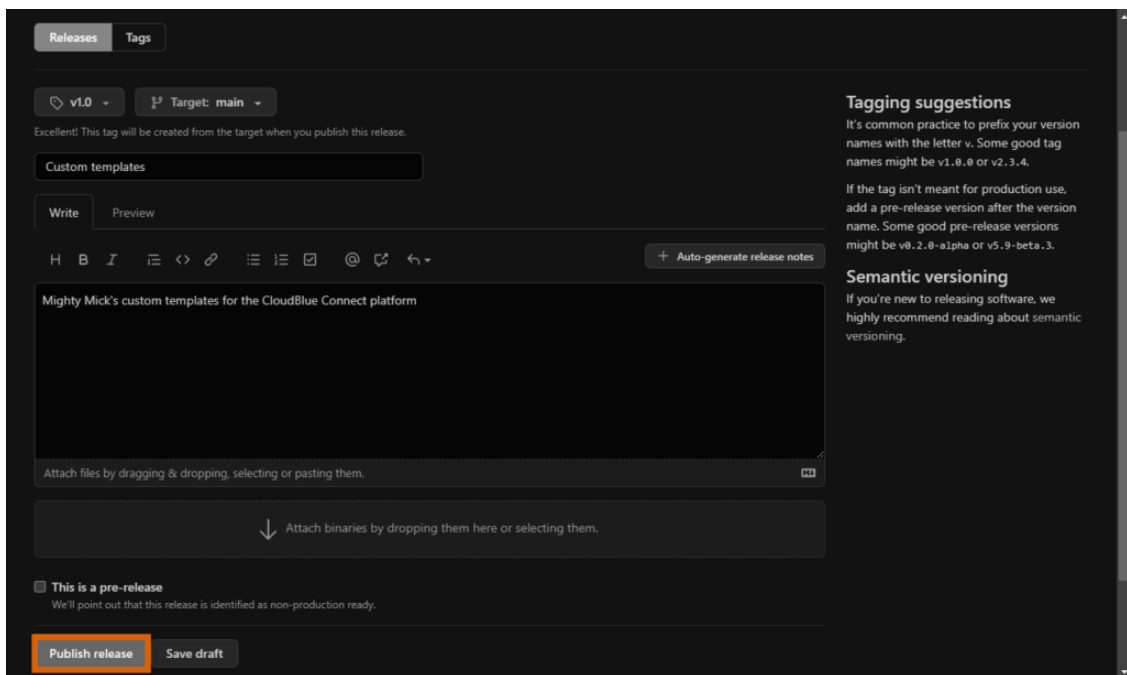 Releases Tags
v1.0 Target: main
Excellent! This tag will be created from the target when you publish this release.
Custom templates
Write Preview
H B I @
+ Auto-generate release notes
Mighty Mick's custom templates for the CloudBlue Connect platform
Attach files by dragging & dropping, selecting or pasting them.
Attach binaries by dropping them here or selecting them.
This is a pre-release
We'll point out that this release is identified as non-production ready.
Publish release Save draft
Tagging suggestions
It's common practice to prefix your version
names with the letter v. Some good tag
names might be v1.0.0 or v2.3.4.
If the tag isn't meant for production use,
add a pre-release version after the version
name. Some good pre-release versions
might be v0.2.0-alpha or v5.9-beta.3.
Semantic versioning
If you're new to releasing software, we
highly recommend reading about semantic
versioning.